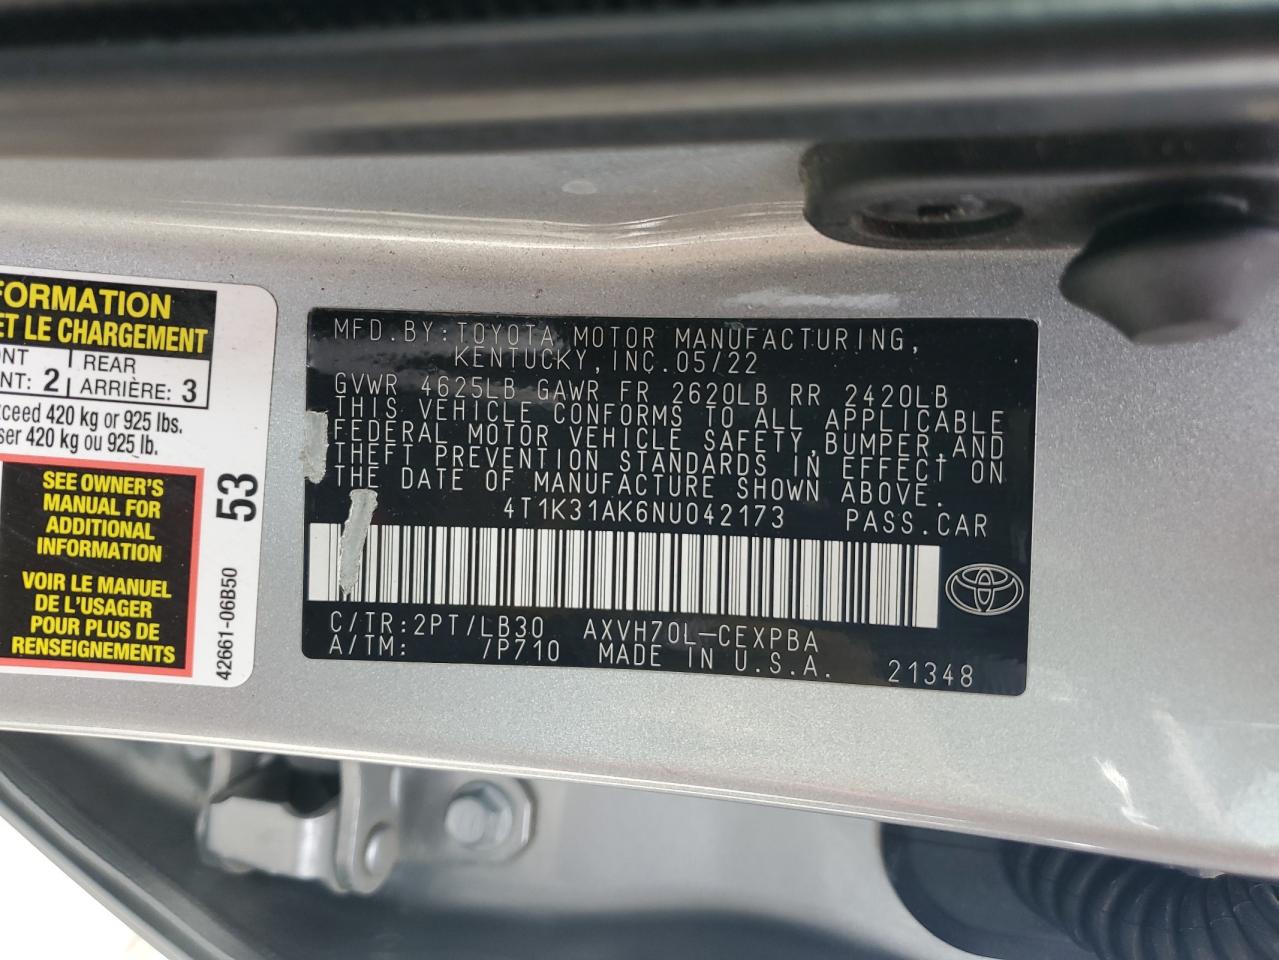 FORMATION
ET LE CHARGEMENT
REAR
2 ARRIÈRE: 3
420 kg or 925 lbs.
420 kg ou 925 lb.
SEE OWNER'S
MANUAL FOR
ADDITIONAL
INFORMATION
VOIR LE MANUEL
DE L'USAGER
POUR PLUS DE
RENSEIGNEMENTS
53
42661-06B50
MFD.BY:TOYOTA MOTOR MANUFACTURING,
KENTUCKY,INC.05/22
GVWR 4625LB GAWR FR 2620LB RR 2420LB
THIS VEHICLE CONFORMS TO ALL APPLICABLE
FEDERAL MOTOR VEHICLE SAFETY,BUMPER,AND
THEFT PREVENTION STANDARDS IN EFFECT ON
THE DATE OF MANUFACTURE SHOWN ABOVE.
4T1K31AK6NU042173 PASS.CAR
C/TR:2PT/LB30 AXVH70L-CEXPBA
A/TM: /P710 MADE IN U.S.A. 21348